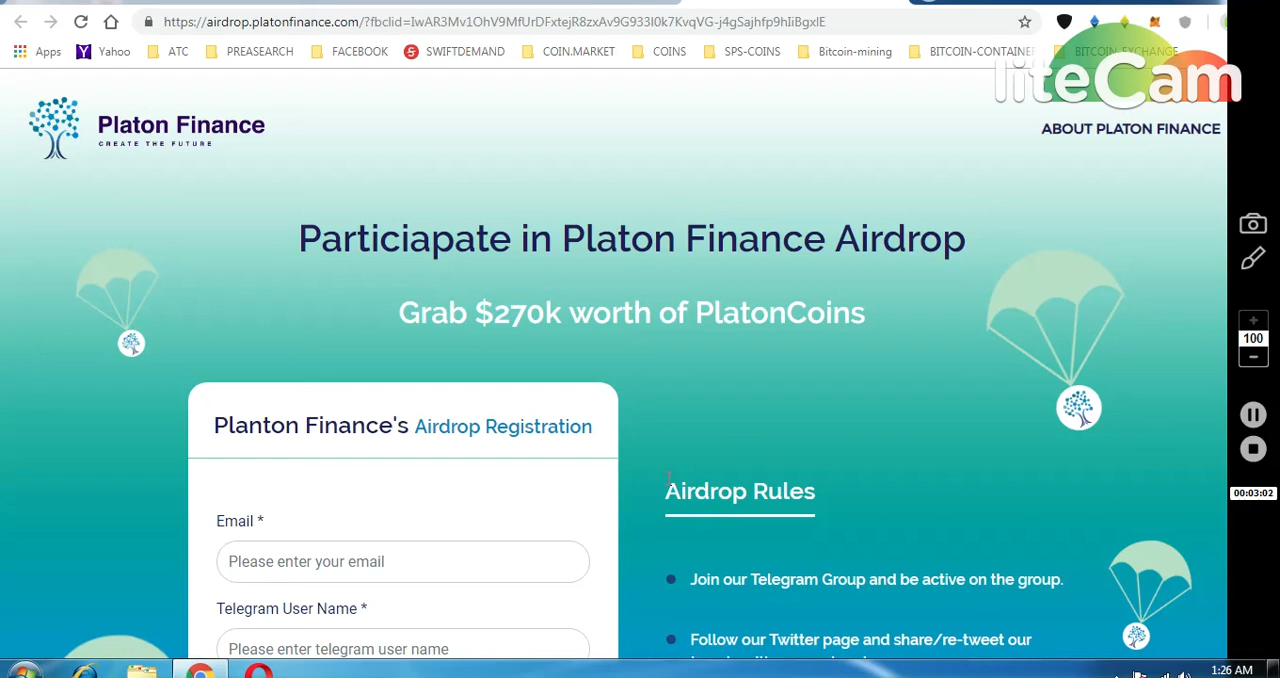 https://airdrop.platonfinance.com/?fbclid=IwAR3Mv1OhV9MfUrDFxtejR8zxAv9G933I0k7KvqVG-j4gSajhfp9hIiBgxlE
Apps Yahoo ATC PREASEARCH FACEBOOK SWIFTDEMAND COIN.MARKET COINS SPS-COINS Bitcoin-mining BITCOIN-CONTAINE BITCOIN-EXCHANGE
liteCam
Platon Finance
CREATE THE FUTURE
ABOUT PLATON FINANCE
Particiapate in Platon Finance Airdrop
Grab $270k worth of PlatonCoins
Planton Finance's Airdrop Registration
Airdrop Rules
Email *
Please enter your email
Join our Telegram Group and be active on the group.
Telegram User Name *
Please enter telegram user name
Follow our Twitter page and share/re-tweet our
100
00:03:02
1:26 AM